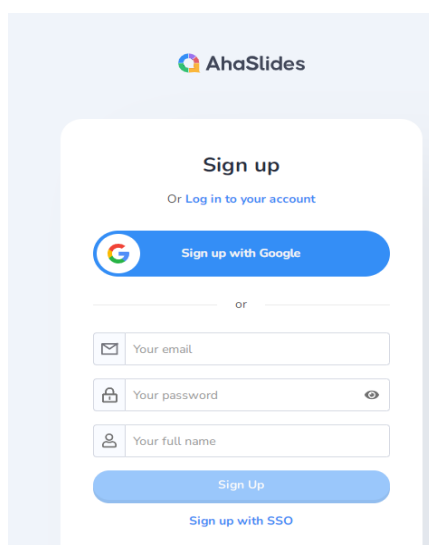 AhaSlides
Sign up
Or Log in to your account
Sign up with Google
or
Your email
Your password
Your full name
Sign Up
Sign up with SSO